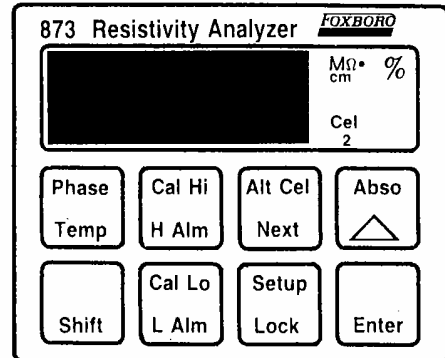 873 Resistivity Analyzer FOXBORO
MΩ• %
cm
Cel
2
Phase Cal Hi Alt Cel Abso
Temp H Alm Next
Cal Lo Setup
Shift L Alm Lock Enter